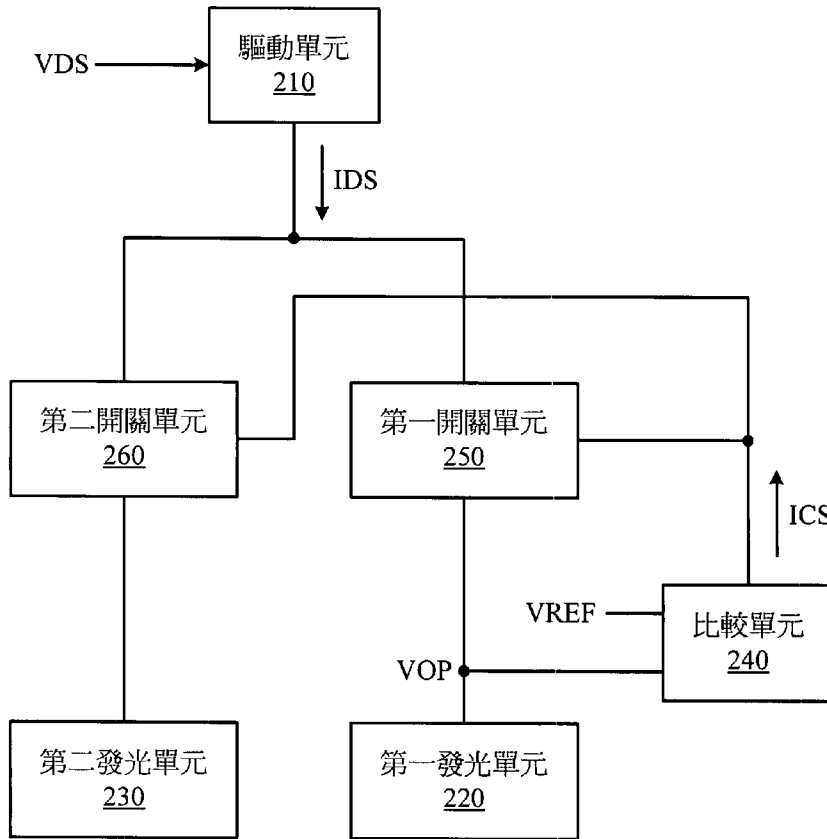 驅動單元
210
VDS
IDS
第二開關單元
260
第一開關單元
250
ICS
VREF
比較單元
240
VOP
第二發光單元
230
第一發光單元
220